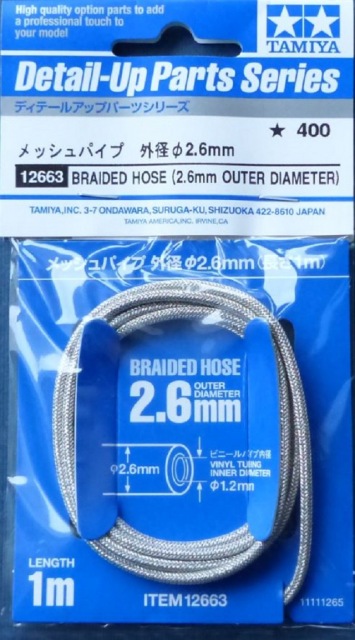 High quality option parts to add
a professional touch to
your model
TAMIYA
Detail-Up Parts Series
ディテールアップパーツシリーズ
★ 400
メッシュパイプ 外径φ2.6mm
12663 BRAIDED HOSE (2.6mm OUTER DIAMETER)
TAMIYA, INC. 3-7 ONDAWARA, SURUGA-KU, SHIZUOKA 422-8610 JAPAN
TAMIYA AMERICA, INC. IRVINE, CA
メッシュパイプ 外径φ2.6mm(長さ1m)
BRAIDED HOSE
2.6mm OUTER DIAMETER
φ2.6mm
ビニールパイプ内径
VINYL TUBING
INNER DIAMETER
φ1.2mm
LENGTH
1m
ITEM 12663
11111265